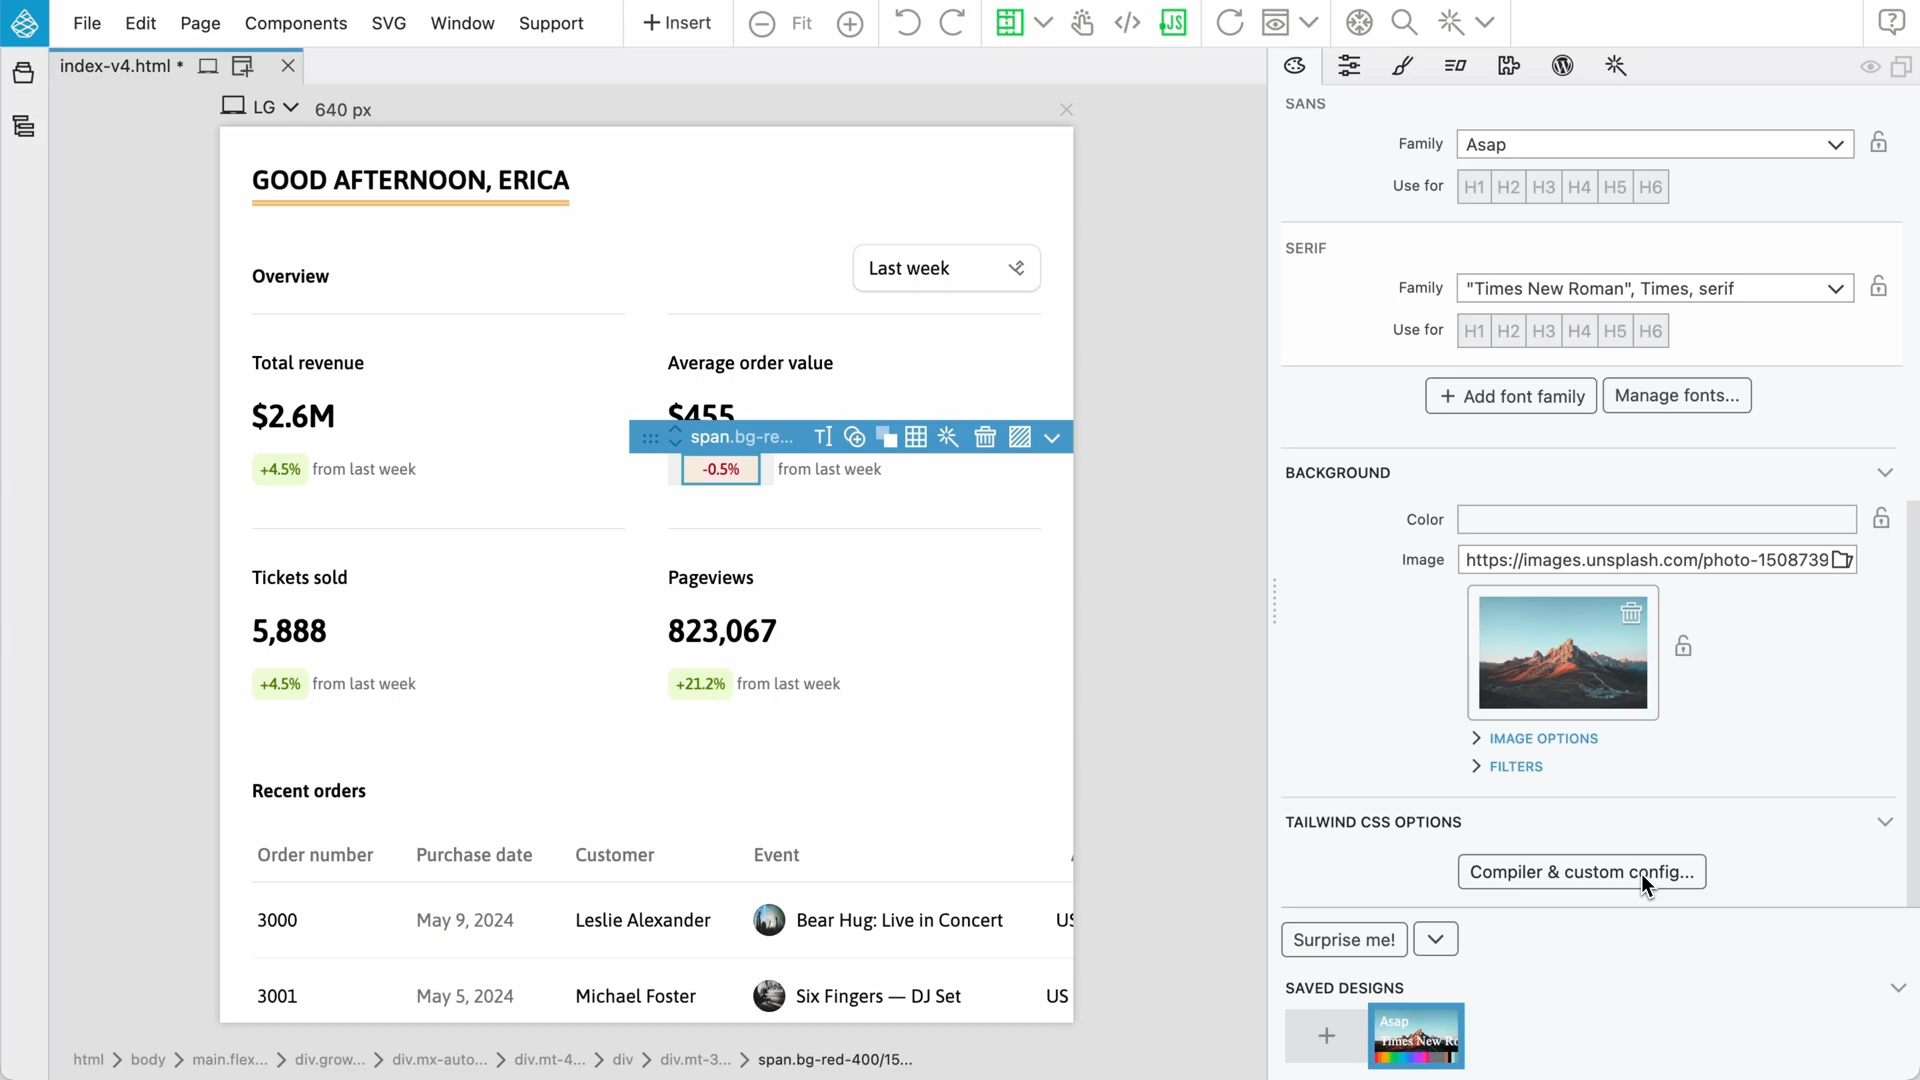 File Edit Page Components SVG Window Support Insert Fit JS
index-v4.html *
LG 640 px
GOOD AFTERNOON, ERICA
Overview
Last week
Total revenue
Average order value
$2.6M
$455
span.bg-re...
+4.5% from last week
-0.5% from last week
Tickets sold
Pageviews
5,888
823,067
+4.5% from last week
+21.2% from last week
Recent orders
Order number Purchase date Customer Event
3000 May 9, 2024 Leslie Alexander Bear Hug: Live in Concert US
3001 May 5, 2024 Michael Foster Six Fingers — DJ Set US
html body main.flex... div.grow... div.mx-auto... div.mt-4... div div.mt-3... span.bg-red-400/15...
SANS
Family Asap
Use for H1 H2 H3 H4 H5 H6
SERIF
Family "Times New Roman", Times, serif
Use for H1 H2 H3 H4 H5 H6
+ Add font family Manage fonts...
BACKGROUND
Color
Image https://images.unsplash.com/photo-1508739
IMAGE OPTIONS
FILTERS
TAILWIND CSS OPTIONS
Compiler & custom config...
Surprise me!
SAVED DESIGNS
Asap
Times New Ro